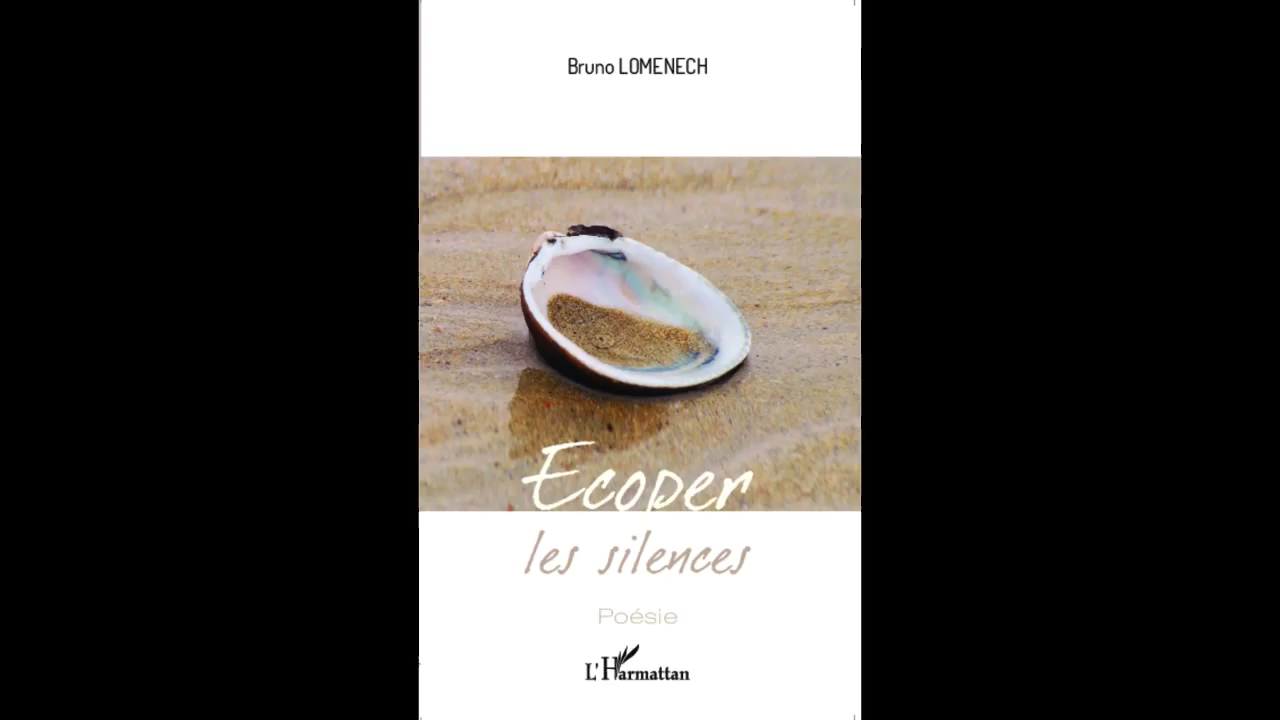 Bruno LOMENECH
Ecoper
les silences
Poésie
L'Harmattan